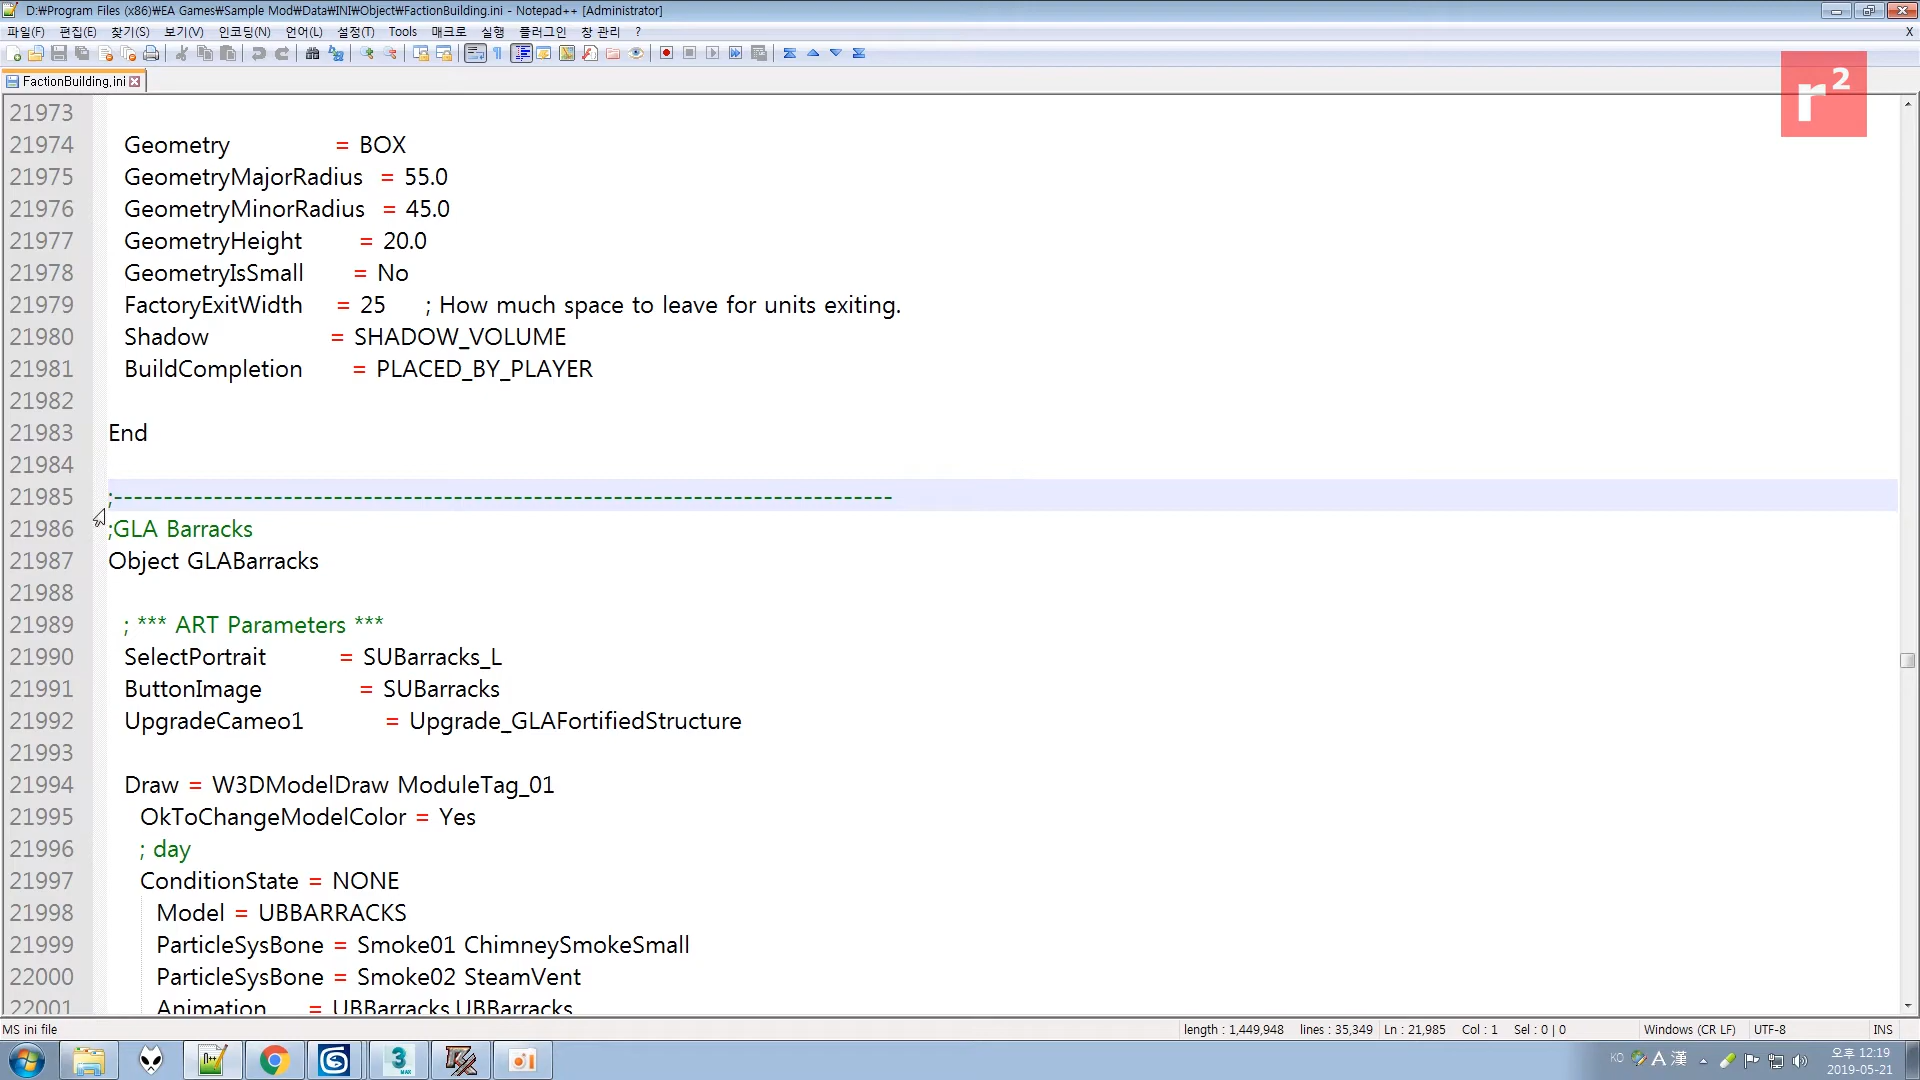 D:₩Program Files (x86)₩EA Games₩Sample Mod₩Data₩INI₩Object₩FactionBuilding.ini - Notepad++ [Administrator]
파일(F) 편집(E) 찾기(S) 보기(V) 인코딩(N) 언어(L) 설정(T) Tools 매크로 실행 플러그인 창 관리 ? X
FactionBuilding.ini
r²
21973
21974 Geometry = BOX
21975 GeometryMajorRadius = 55.0
21976 GeometryMinorRadius = 45.0
21977 GeometryHeight = 20.0
21978 GeometryIsSmall = No
21979 FactoryExitWidth = 25 ; How much space to leave for units exiting.
21980 Shadow = SHADOW_VOLUME
21981 BuildCompletion = PLACED_BY_PLAYER
21982
21983 End
21984
21985 ;------------------------------------------------------------------------------
21986 ;GLA Barracks
21987 Object GLABarracks
21988
21989 ; *** ART Parameters ***
21990 SelectPortrait = SUBarracks_L
21991 ButtonImage = SUBarracks
21992 UpgradeCameo1 = Upgrade_GLAFortifiedStructure
21993
21994 Draw = W3DModelDraw ModuleTag_01
21995 OkToChangeModelColor = Yes
21996 ; day
21997 ConditionState = NONE
21998 Model = UBBARRACKS
21999 ParticleSysBone = Smoke01 ChimneySmokeSmall
22000 ParticleSysBone = Smoke02 SteamVent
22001 Animation = UBBarracks.UBBarracks
MS ini file length : 1,449,948 lines : 35,349 Ln : 21,985 Col : 1 Sel : 0 | 0 Windows (CR LF) UTF-8 INS
KO A 漢 오후 12:19
2019-05-21